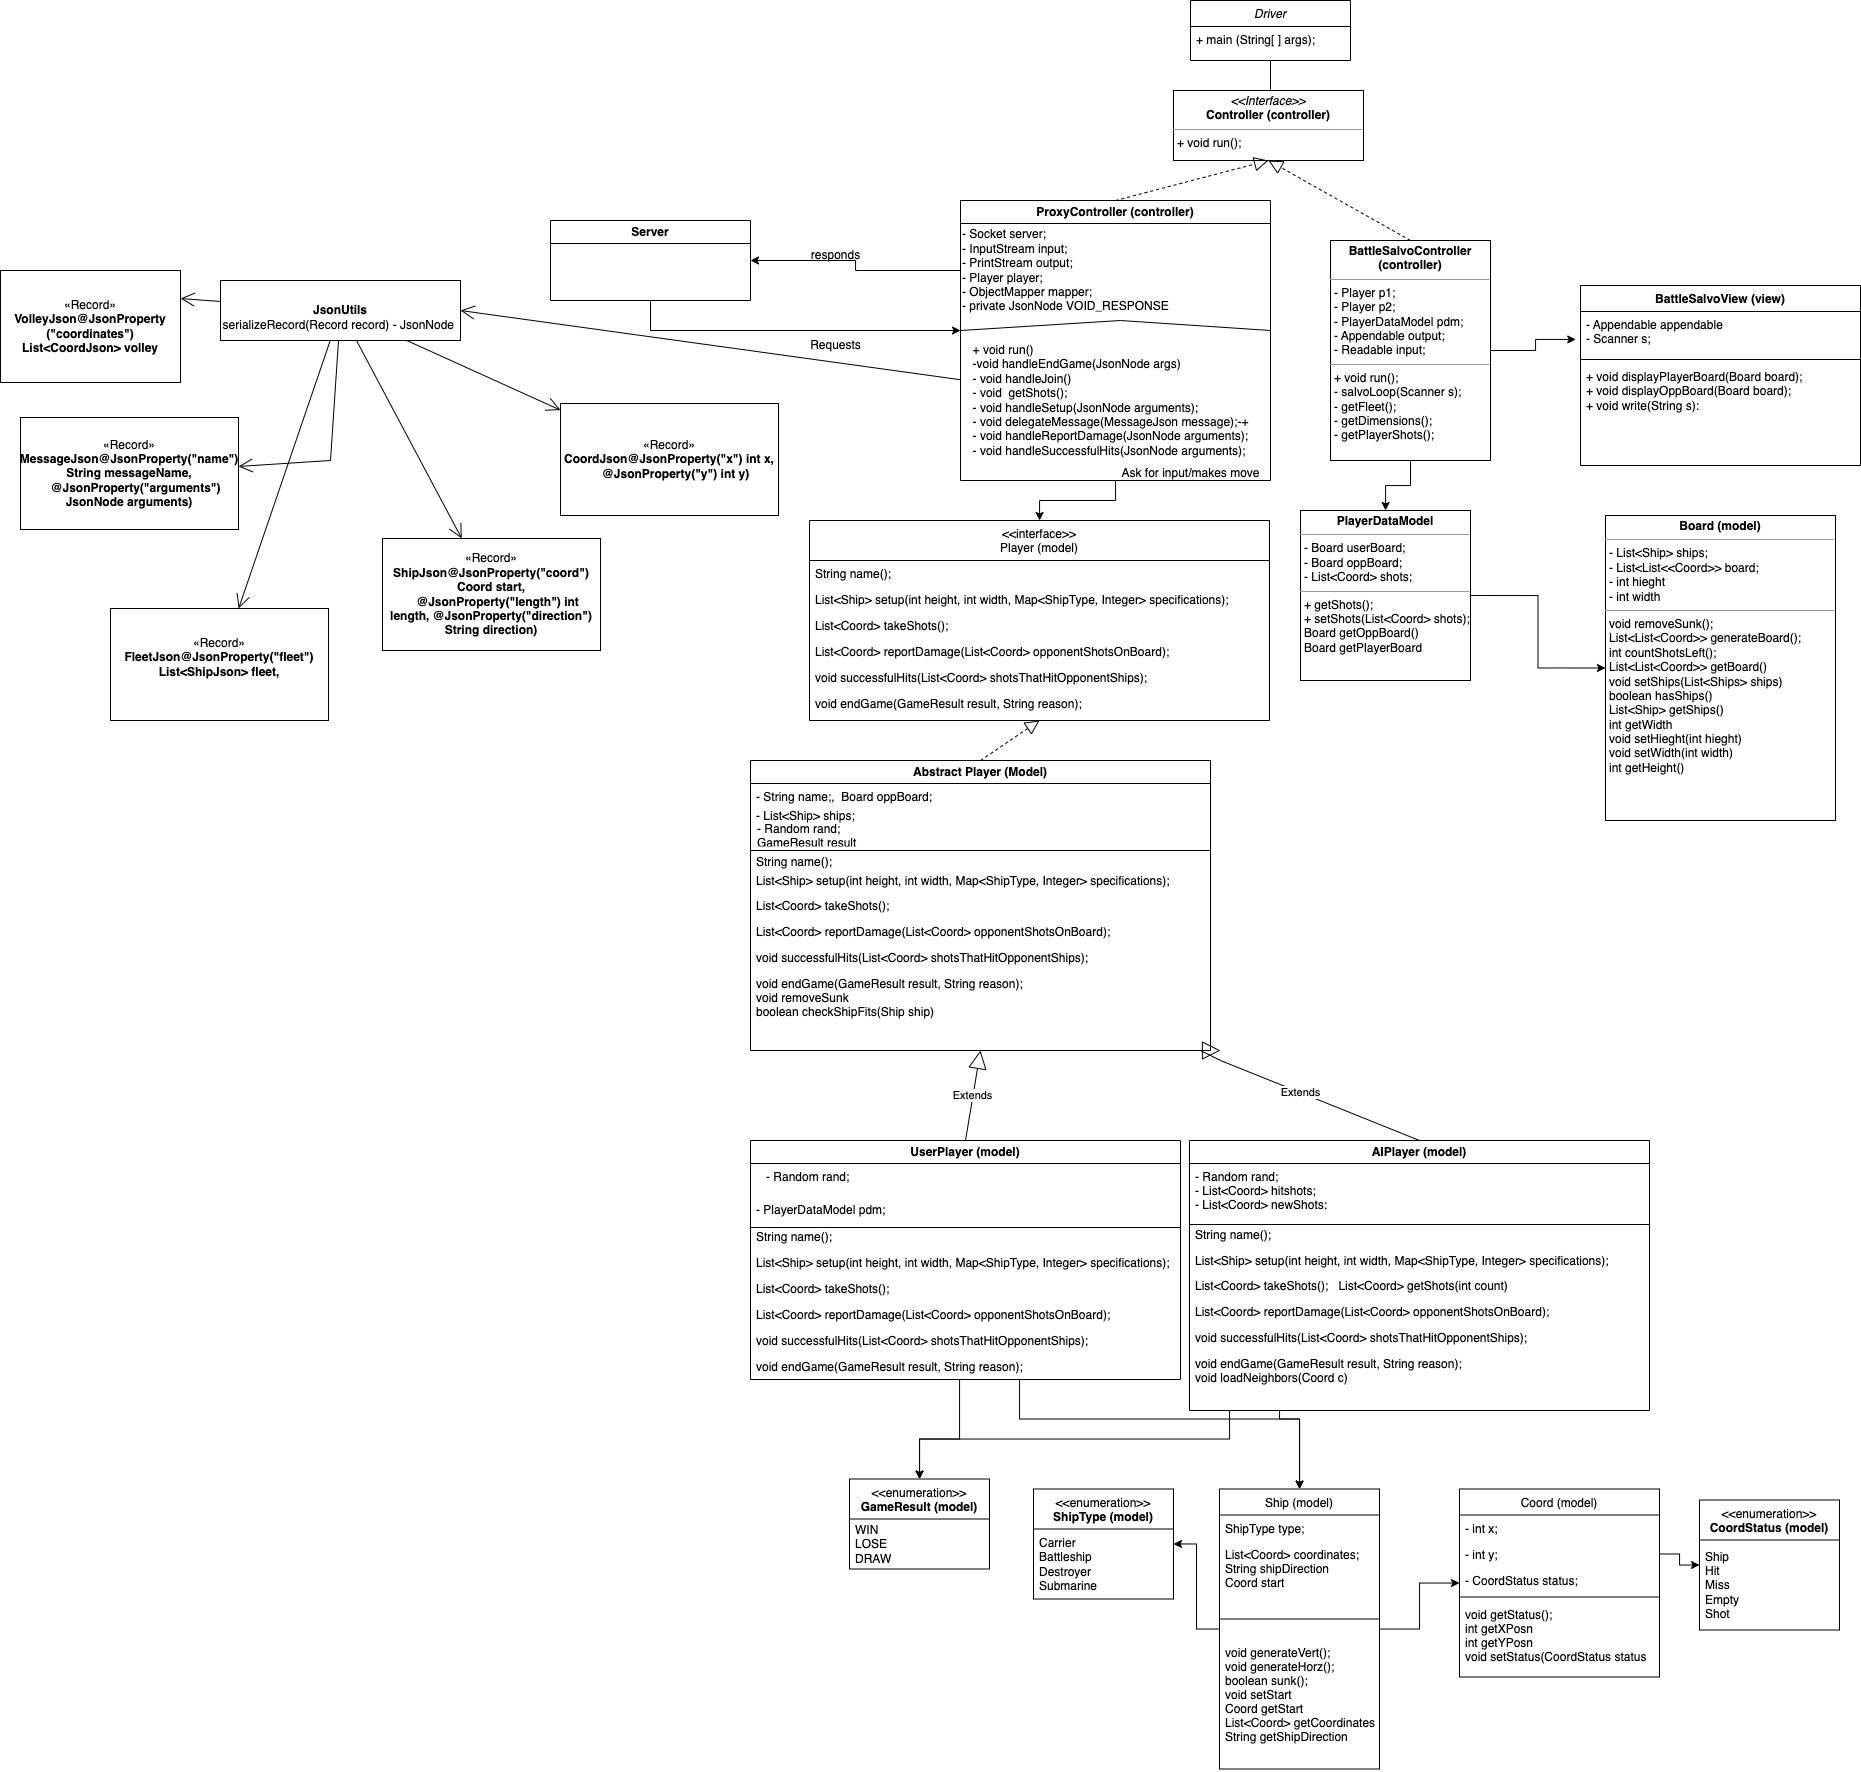 Driver
+ main (String[ ] args);
<<Interface>>
Controller (controller)
+ void run();
ProxyController (controller)
- Socket server;
- InputStream input;
- PrintStream output;
- Player player;
- ObjectMapper mapper;
- private JsonNode VOID_RESPONSE
+ void run()
-void handleEndGame(JsonNode args)
- void handleJoin()
- void  getShots();
- void handleSetup(JsonNode arguments);
- void delegateMessage(MessageJson message);-+
- void handleReportDamage(JsonNode arguments);
- void handleSuccessfulHits(JsonNode arguments);
Ask for input/makes move
Server
responds
Requests
BattleSalvoController
(controller)
- Player p1;
- Player p2;
- PlayerDataModel pdm;
- Appendable output;
- Readable input;
+ void run();
- salvoLoop(Scanner s);
- getFleet();
- getDimensions();
- getPlayerShots();
BattleSalvoView (view)
- Appendable appendable
- Scanner s;
+ void displayPlayerBoard(Board board);
+ void displayOppBoard(Board board);
+ void write(String s):
JsonUtils
serializeRecord(Record record) - JsonNode
«Record»
VolleyJson@JsonProperty
("coordinates")
List<CoordJson> volley
«Record»
MessageJson@JsonProperty("name")
String messageName,
@JsonProperty("arguments")
JsonNode arguments)
«Record»
CoordJson@JsonProperty("x") int x,
@JsonProperty("y") int y)
«Record»
ShipJson@JsonProperty("coord")
Coord start,
@JsonProperty("length") int
length, @JsonProperty("direction")
String direction)
«Record»
FleetJson@JsonProperty("fleet")
List<ShipJson> fleet,
<<interface>>
Player (model)
String name();
List<Ship> setup(int height, int width, Map<ShipType, Integer> specifications);
List<Coord> takeShots();
List<Coord> reportDamage(List<Coord> opponentShotsOnBoard);
void successfulHits(List<Coord> shotsThatHitOpponentShips);
void endGame(GameResult result, String reason);
PlayerDataModel
- Board userBoard;
- Board oppBoard;
- List<Coord> shots;
+ getShots();
+ setShots(List<Coord> shots);
Board getOppBoard()
Board getPlayerBoard
Board (model)
- List<Ship> ships;
- List<List<<Coord>> board;
- int hieght
- int width
void removeSunk();
List<List<Coord>> generateBoard();
int countShotsLeft();
List<List<Coord>> getBoard()
void setShips(List<Ships> ships)
boolean hasShips()
List<Ship> getShips()
int getWidth
void setHieght(int hieght)
void setWidth(int width)
int getHeight()
Abstract Player (Model)
- String name;,  Board oppBoard;
- List<Ship> ships;
- Random rand;
GameResult result
String name();
List<Ship> setup(int height, int width, Map<ShipType, Integer> specifications);
List<Coord> takeShots();
List<Coord> reportDamage(List<Coord> opponentShotsOnBoard);
void successfulHits(List<Coord> shotsThatHitOpponentShips);
void endGame(GameResult result, String reason);
void removeSunk
boolean checkShipFits(Ship ship)
Extends
Extends
UserPlayer (model)
- Random rand;
- PlayerDataModel pdm;
String name();
List<Ship> setup(int height, int width, Map<ShipType, Integer> specifications);
List<Coord> takeShots();
List<Coord> reportDamage(List<Coord> opponentShotsOnBoard);
void successfulHits(List<Coord> shotsThatHitOpponentShips);
void endGame(GameResult result, String reason);
AIPlayer (model)
- Random rand;
- List<Coord> hitshots;
- List<Coord> newShots:
String name();
List<Ship> setup(int height, int width, Map<ShipType, Integer> specifications);
List<Coord> takeShots();   List<Coord> getShots(int count)
List<Coord> reportDamage(List<Coord> opponentShotsOnBoard);
void successfulHits(List<Coord> shotsThatHitOpponentShips);
void endGame(GameResult result, String reason);
void loadNeighbors(Coord c)
<<enumeration>>
GameResult (model)
WIN
LOSE
DRAW
<<enumeration>>
ShipType (model)
Carrier
Battleship
Destroyer
Submarine
Ship (model)
ShipType type;
List<Coord> coordinates;
String shipDirection
Coord start
void generateVert();
void generateHorz();
boolean sunk();
void setStart
Coord getStart
List<Coord> getCoordinates
String getShipDirection
Coord (model)
- int x;
- int y;
- CoordStatus status;
void getStatus();
int getXPosn
int getYPosn
void setStatus(CoordStatus status
<<enumeration>>
CoordStatus (model)
Ship
Hit
Miss
Empty
Shot